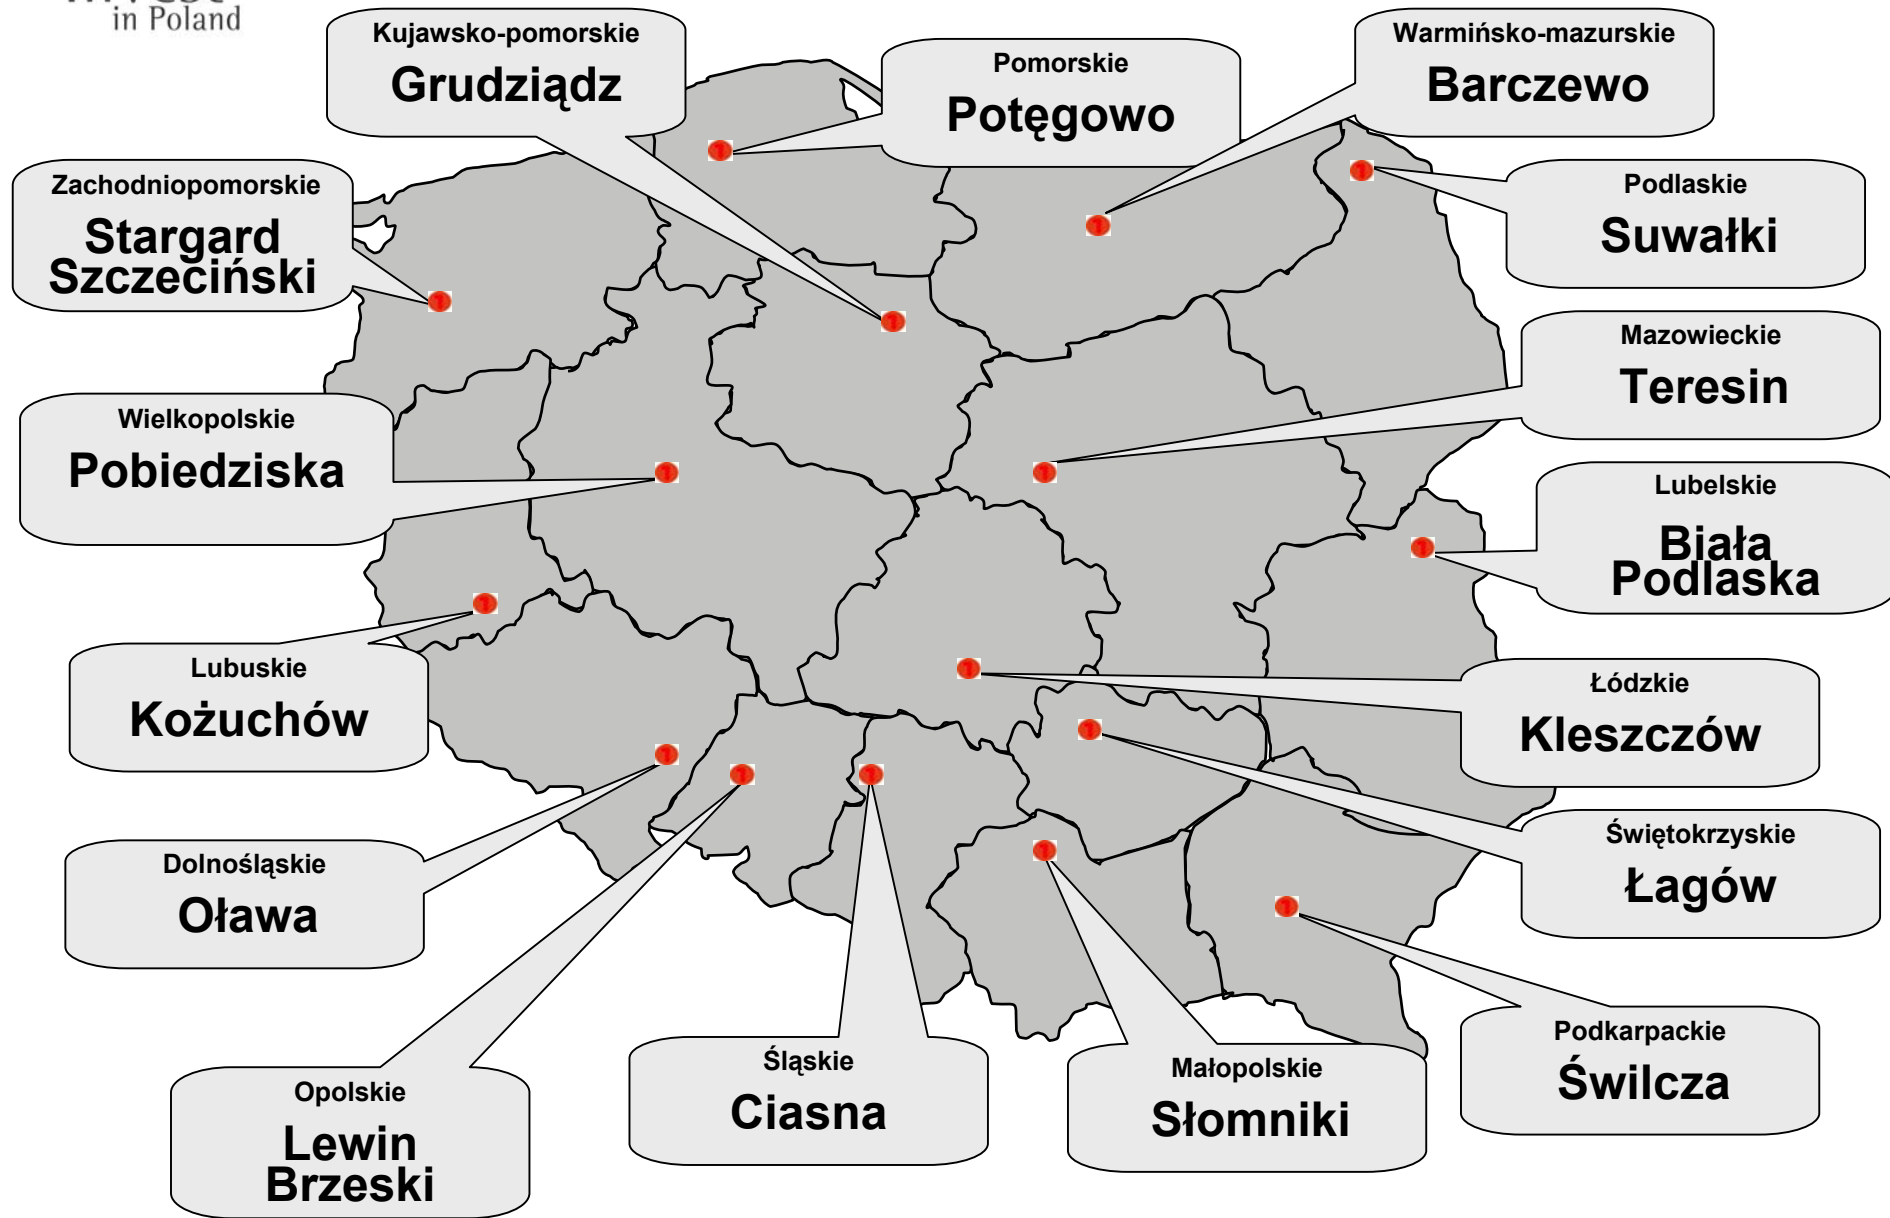 in Poland
Kujawsko-pomorskie
Grudziądz
Pomorskie
Potęgowo
Warmińsko-mazurskie
Barczewo
Zachodniopomorskie
Stargard
Szczeciński
Podlaskie
Suwałki
Mazowieckie
Teresin
Wielkopolskie
Pobiedziska
Lubelskie
Biała
Podlaska
Lubuskie
Kożuchów
Łódzkie
Kleszczów
Dolnośląskie
Oława
Świętokrzyskie
Łagów
Opolskie
Lewin
Brzeski
Śląskie
Ciasna
Małopolskie
Słomniki
Podkarpackie
Świlcza